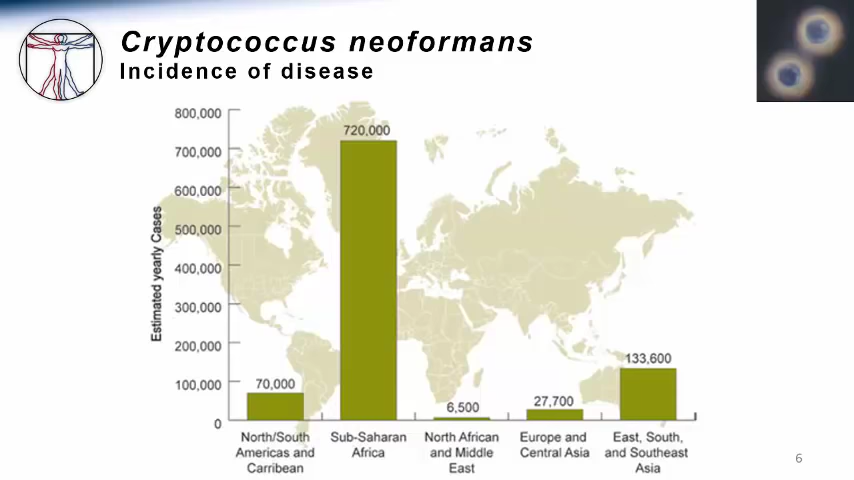 Cryptococcus neoformans
Incidence of disease
800,000
700,000
600,000
500,000
400,000
300,000
200,000
100,000
0
Estimated yearly Cases
70,000
720,000
6,500
27,700
133,600
North/South
Americas and
Carribean
Sub-Saharan
Africa
North African
and Middle
East
Europe and
Central Asia
East, South,
and Southeast
Asia
6